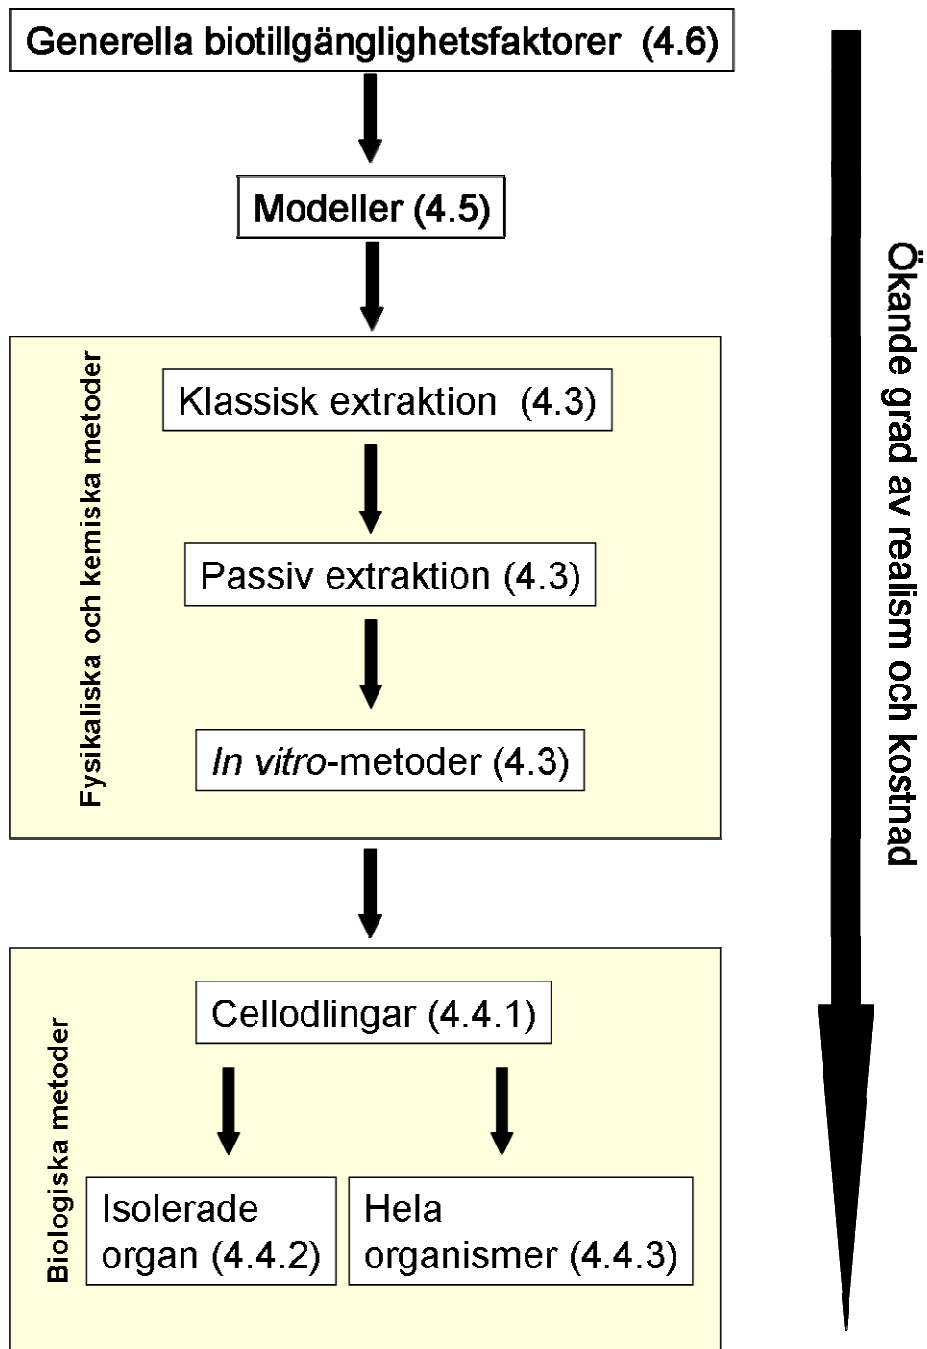 Generella biotillgänglighetsfaktorer (4.6)
Modeller (4.5)
Fysikaliska och kemiska metoder
Klassisk extraktion (4.3)
Passiv extraktion (4.3)
In vitro-metoder (4.3)
Biologiska metoder
Cellodlingar (4.4.1)
Isolerade
organ (4.4.2)
Hela
organismer (4.4.3)
Ökande grad av realism och kostnad